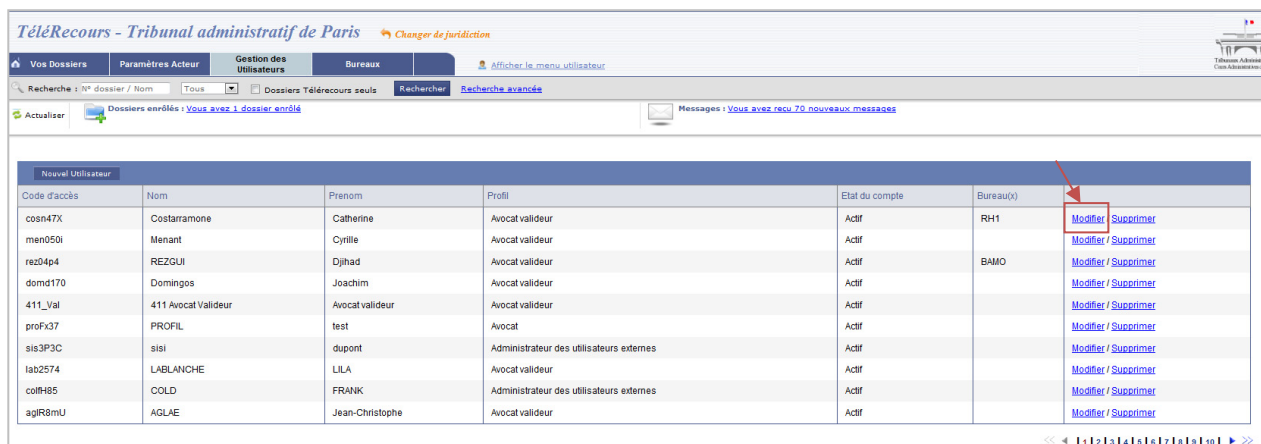 TéléRecours - Tribunal administratif de Paris Changer de juridiction
Vos Dossiers Paramètres Acteur Gestion des Utilisateurs Bureaux Afficher le menu utilisateur
Recherche : N° dossier / Nom Tous Dossiers Télérecours seuls Rechercher Recherche avancée
Actualiser Dossiers enrôlés : Vous avez 1 dossier enrôlé Messages : Vous avez recu 70 nouveaux messages
Nouvel Utilisateur
Code d'accès Nom Prenom Profil Etat du compte Bureau(x)
cosn47X Costarramone Catherine Avocat valideur Actif RH1 Modifier / Supprimer
men050i Menant Cyrille Avocat valideur Actif Modifier / Supprimer
rez04p4 REZGUI Djihad Avocat valideur Actif BAMO Modifier / Supprimer
domd170 Domingos Joachim Avocat valideur Actif Modifier / Supprimer
411_Val 411 Avocat Valideur Avocat valideur Avocat valideur Actif Modifier / Supprimer
proFx37 PROFIL test Avocat Actif Modifier / Supprimer
sis3P3C sisi dupont Administrateur des utilisateurs externes Actif Modifier / Supprimer
lab2574 LABLANCHE LILA Avocat valideur Actif Modifier / Supprimer
colfH85 COLD FRANK Administrateur des utilisateurs externes Actif Modifier / Supprimer
aglR8mU AGLAE Jean-Christophe Avocat valideur Actif Modifier / Supprimer
| 1 | 2 | 3 | 4 | 5 | 6 | 7 | 8 | 9 | 10 |